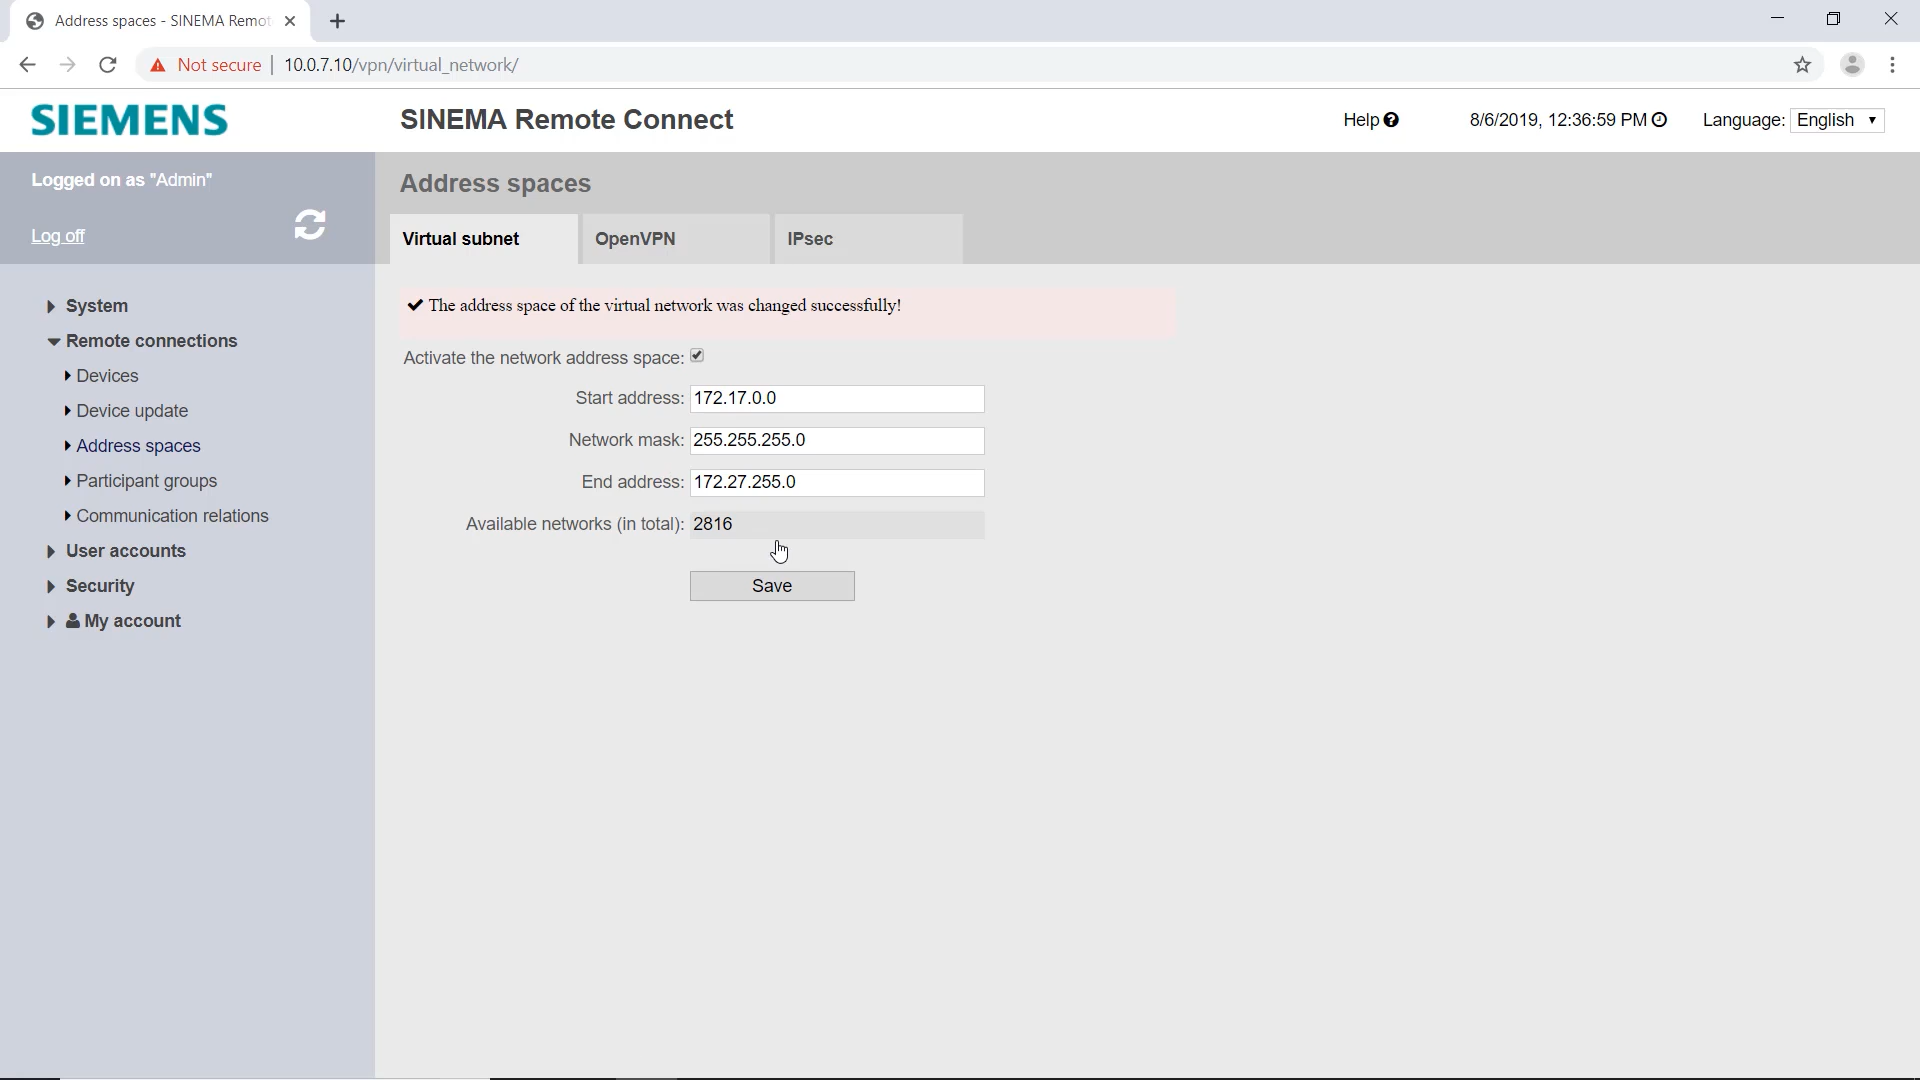 Address spaces - SINEMA Remot
Not secure
10.0.7.10/vpn/virtual_network/
SIEMENS
SINEMA Remote Connect
Help
8/6/2019, 12:36:59 PM
Language: English
Logged on as "Admin"
Log off
Address spaces
Virtual subnet
OpenVPN
IPsec
System
Remote connections
Devices
Device update
Address spaces
Participant groups
Communication relations
User accounts
Security
My account
The address space of the virtual network was changed successfully!
Activate the network address space:
Start address: 172.17.0.0
Network mask: 255.255.255.0
End address: 172.27.255.0
Available networks (in total): 2816
Save